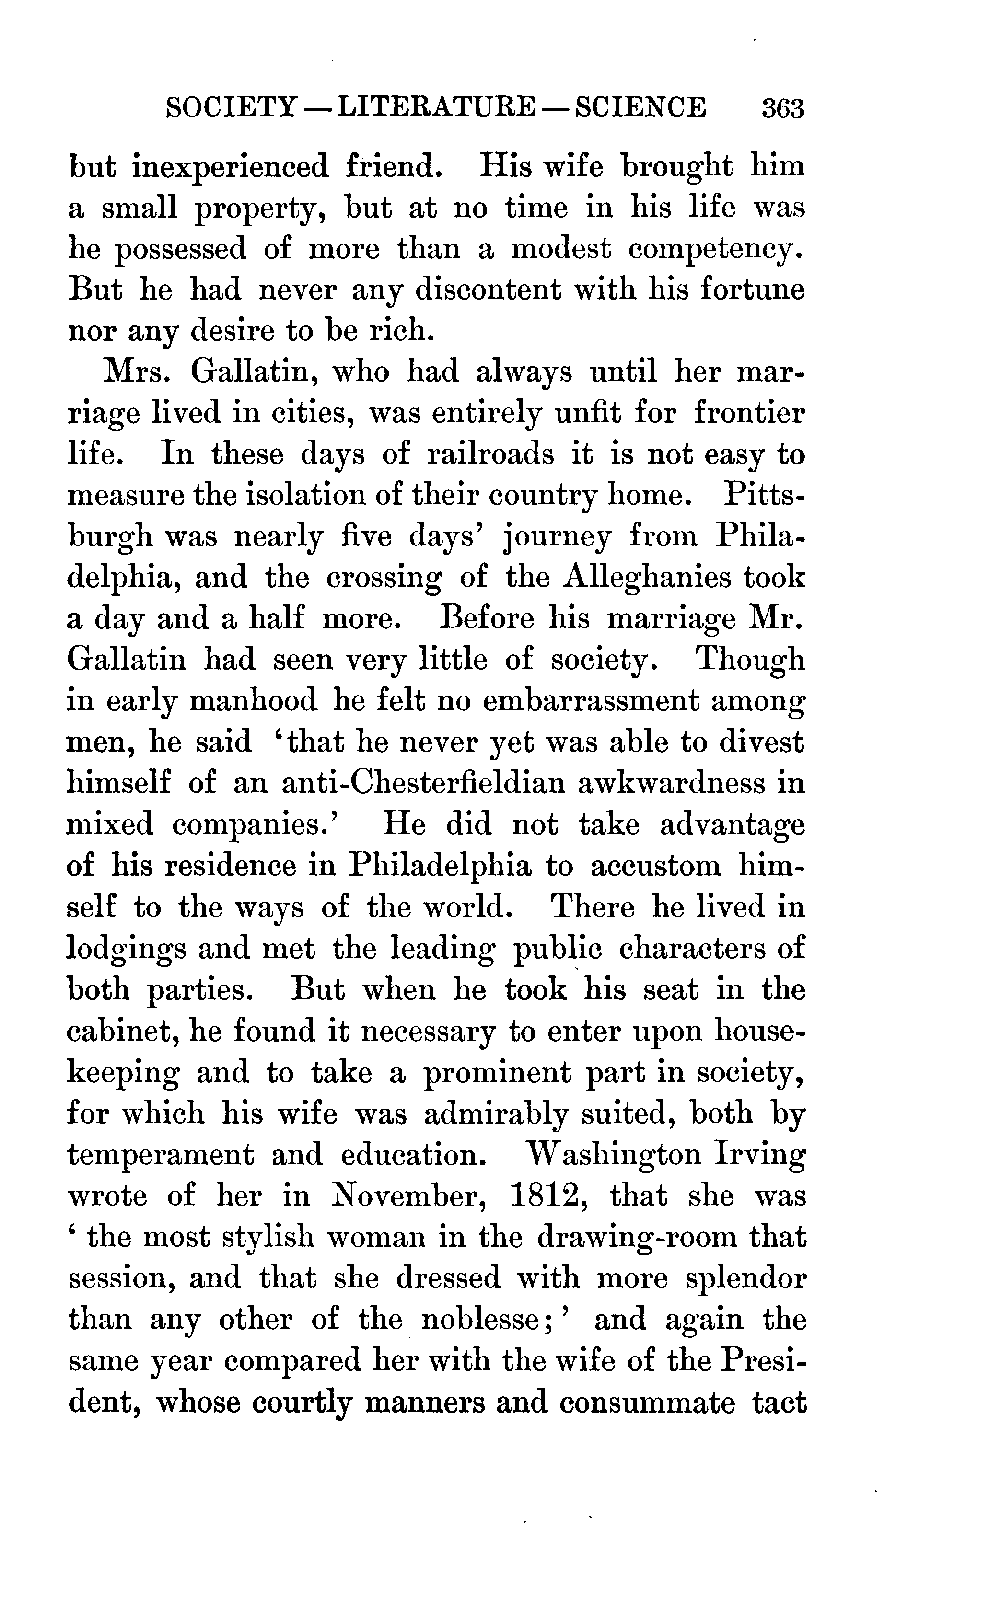 SOCIETY — LITERATURE — SCIENCE 363
but inexperienced friend. His wife brought him
a small property, but at no time in his life was
he possessed of more than a modest competency.
But he had never any discontent with his fortune
nor any desire to be rich.
Mrs. Gallatin, who had always until her mar-
riage lived in cities, was entirely unfit for frontier
life. In these days of railroads it is not easy to
measure the isolation of their country home. Pitts-
burgh was nearly five days' journey from Phila-
delphia, and the crossing of the Alleghanies took
a day and a half more. Before his marriage Mr.
Gallatin had seen very little of society. Though
in early manhood he felt no embarrassment among
men, he said ‘that he never yet was able to divest
himself of an anti-Chesterfieldian awkwardness in
mixed companies.’ He did not take advantage
of his residence in Philadelphia to accustom him-
self to the ways of the world. There he lived in
lodgings and met the leading public characters of
both parties. But when he took his seat in the
cabinet, he found it necessary to enter upon house-
keeping and to take a prominent part in society,
for which his wife was admirably suited, both by
temperament and education. Washington Irving
wrote of her in November, 1812, that she was
‘ the most stylish woman in the drawing-room that
session, and that she dressed with more splendor
than any other of the noblesse; ’ and again the
same year compared her with the wife of the Presi-
dent, whose courtly manners and consummate tact